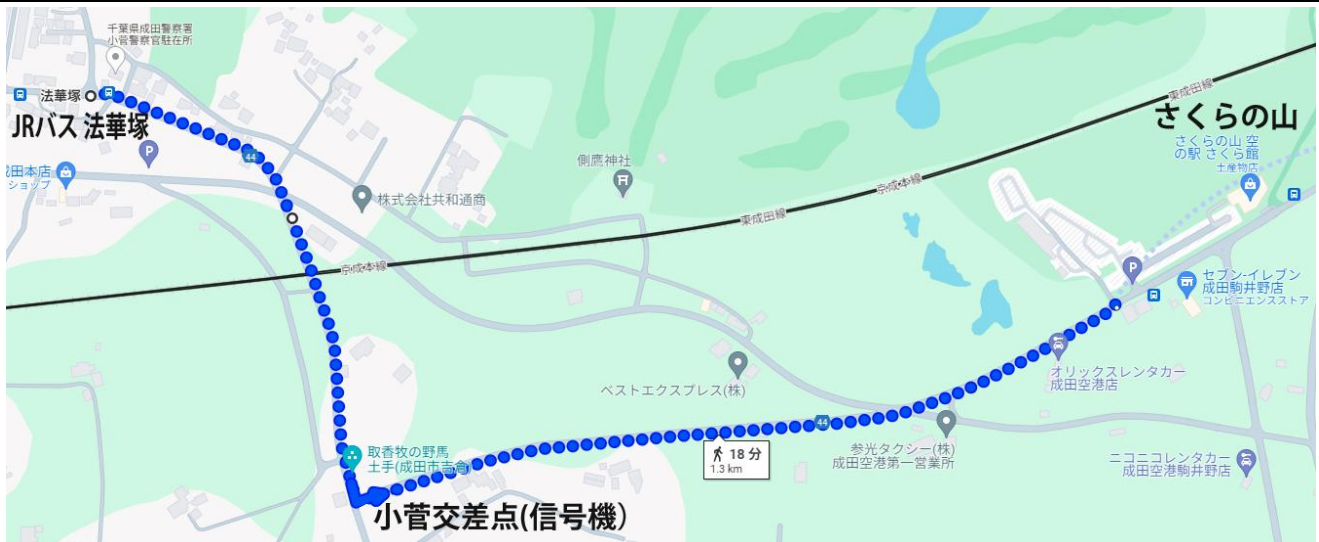 千葉県成田警察署
小菅警察官駐在所
法華塚
JRバス 法華塚
P
成田本店
ショップ
44
株式会社共和通商
側鷹神社
東成田線
さくらの山
さくらの山 空
の駅 さくら館
土産物店
京成本線
東成田線
京成本線
P
セブン-イレブン
成田駒井野店
コンビニエンスストア
オリックスレンタカー
成田空港店
ベストエクスプレス(株)
44
参光タクシー(株)
成田空港第一営業所
18 分
1.3 km
取香牧の野馬
土手(成田市吉倉)
ニコニコレンタカー
成田空港駒井野店
小菅交差点(信号機)